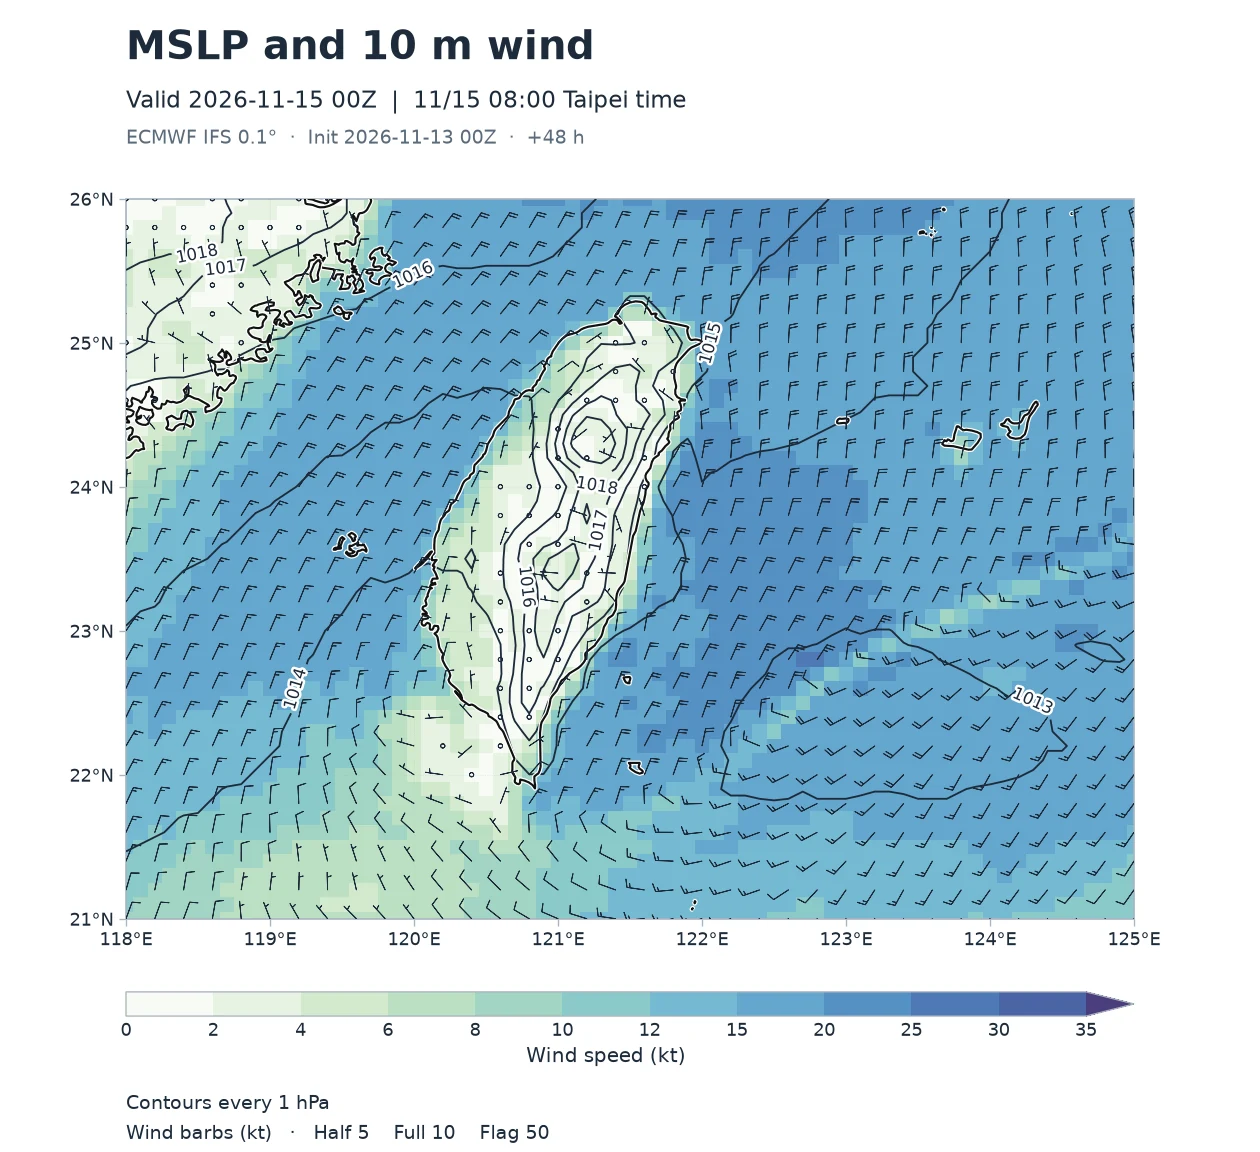 MSLP and 10 m wind
Valid 2026-11-15 00Z | 11/15 08:00 Taipei time
ECMWF IFS 0.1° · Init 2026-11-13 00Z · +48 h
26°N
1018
1017
1016
25°N
1015
24°N
1018
1017
1016
23°N
1014
1013
22°N
21°N
118°E 119°E 120°E 121°E 122°E 123°E 124°E 125°E
0 2 4 6 8 10 12 15 20 25 30 35
Wind speed (kt)
Contours every 1 hPa
Wind barbs (kt) · Half 5 Full 10 Flag 50